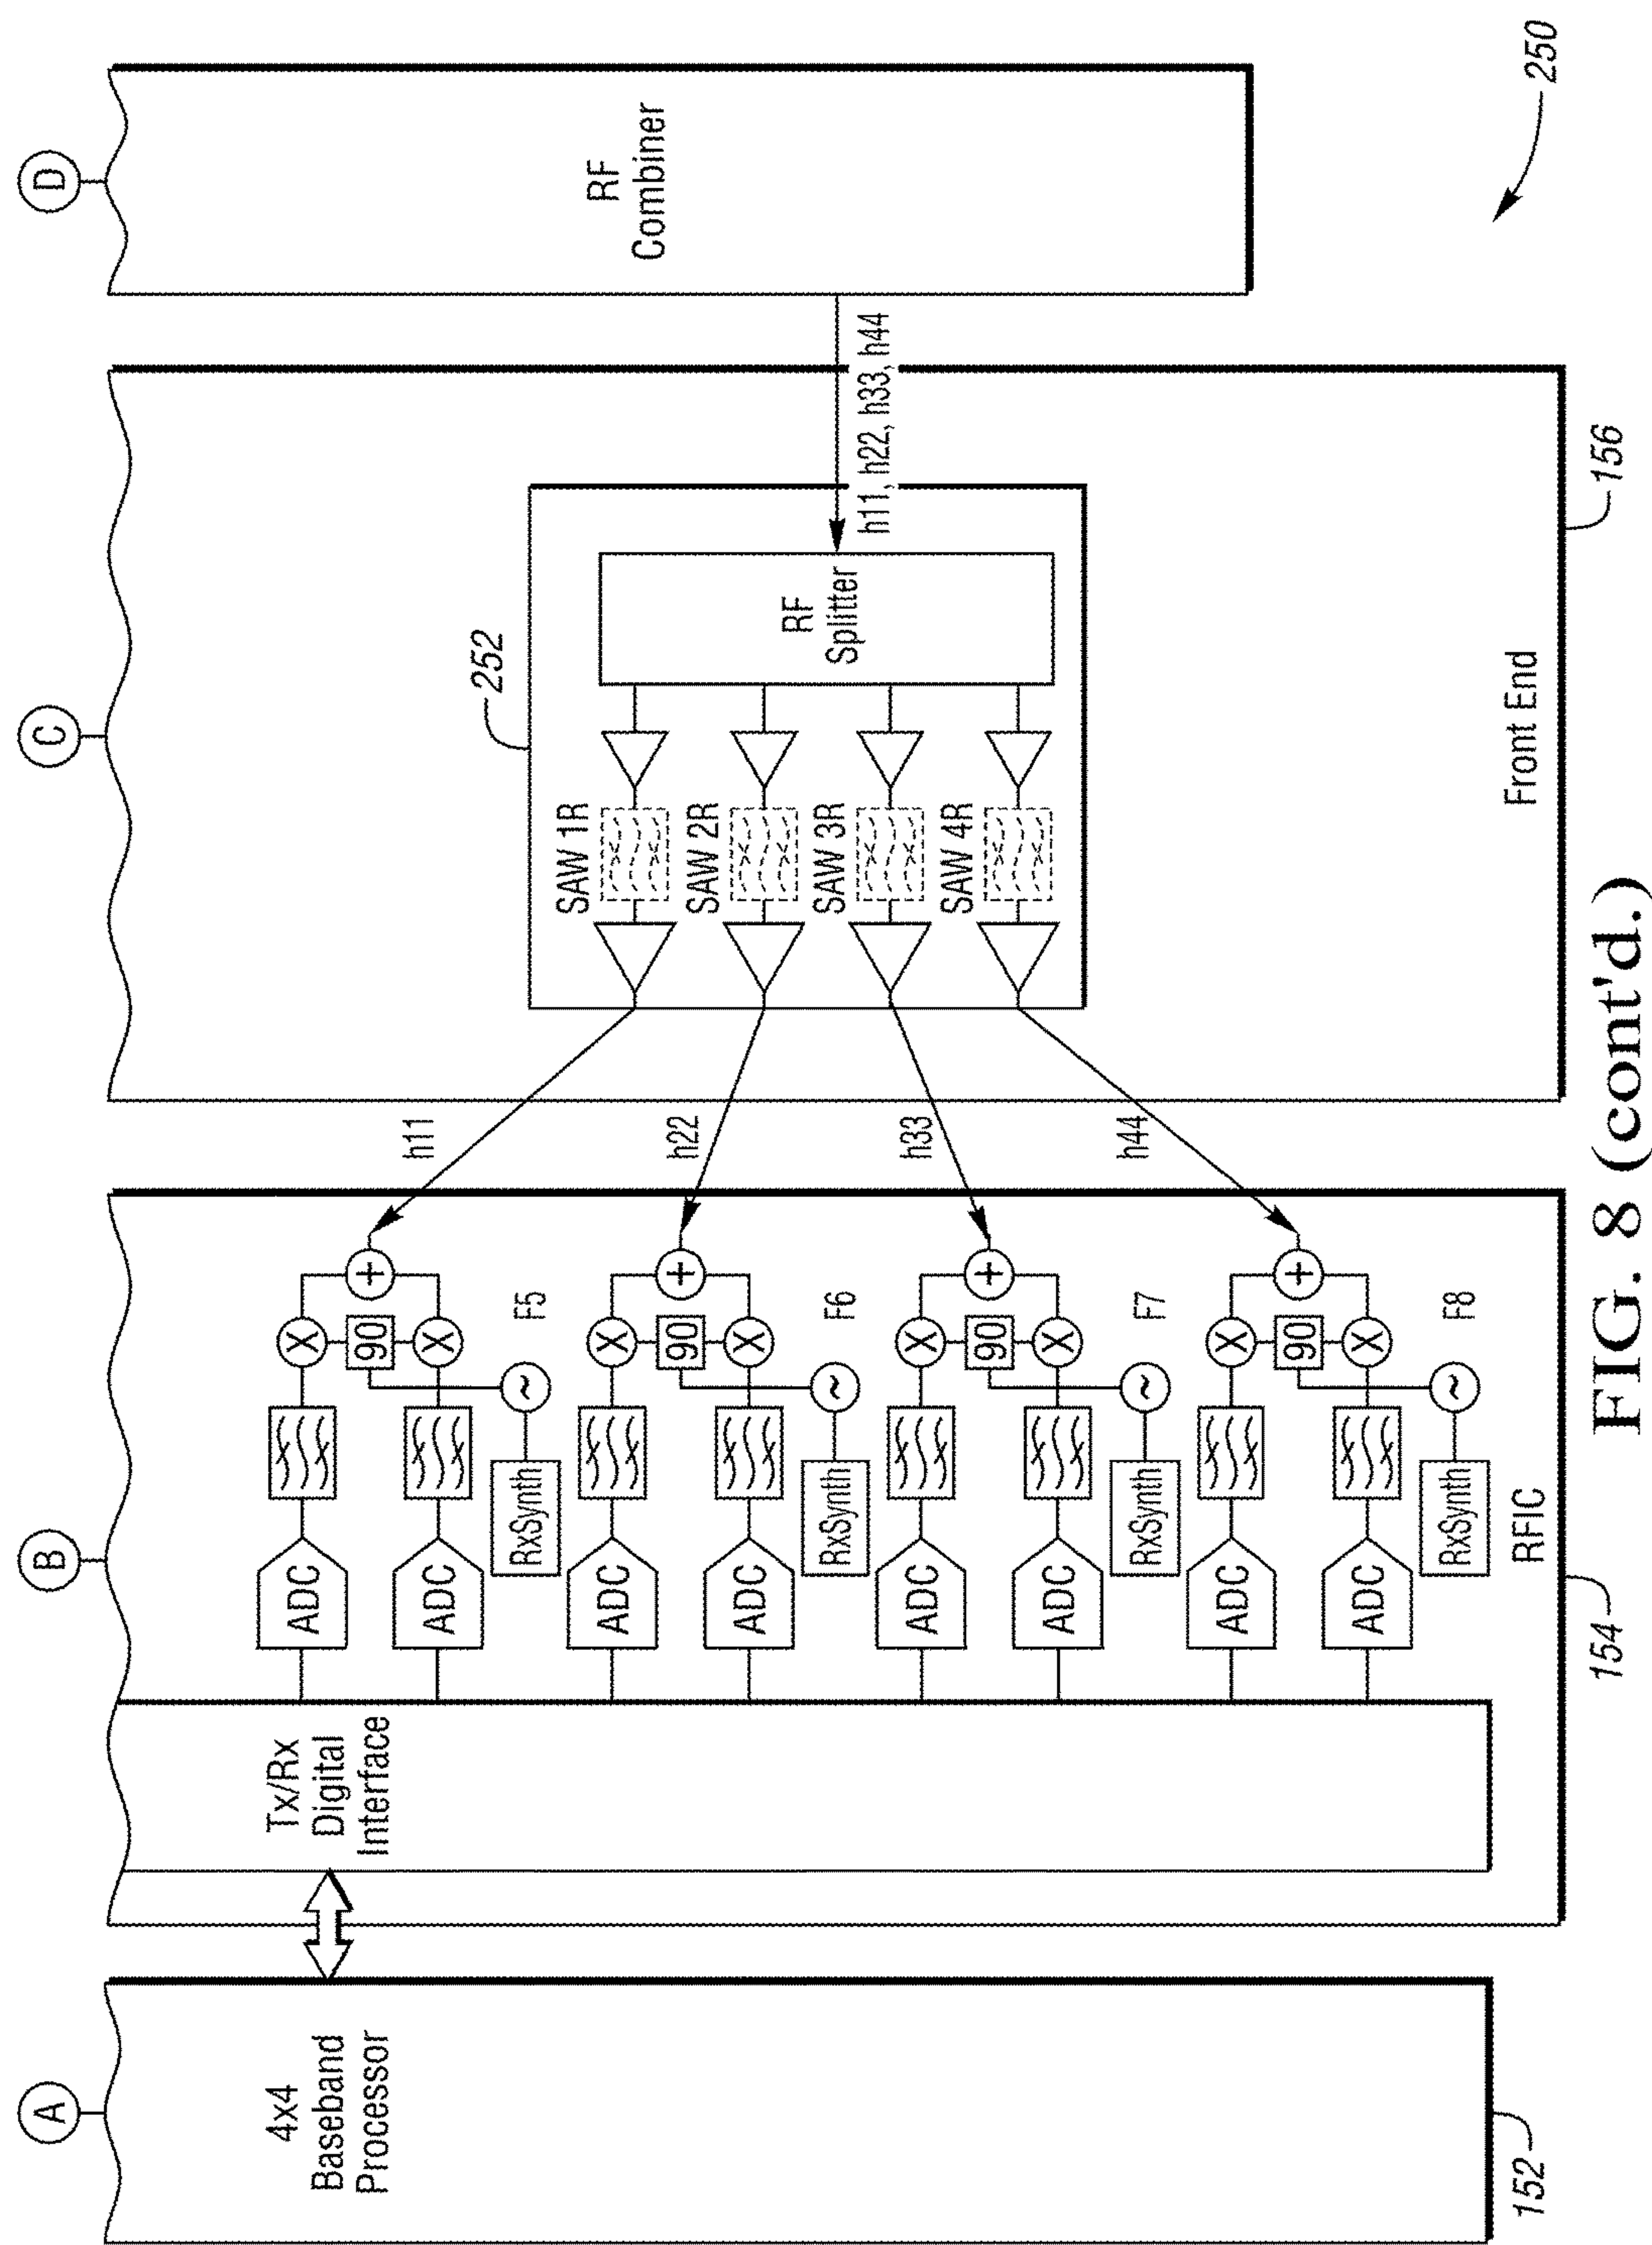 A
B
C
D
4x4
Baseband
Processor
152
Tx/Rx
Digital
Interface
ADC
ADC
90
X
X
+
RxSynth
~
F5
h11
ADC
ADC
90
X
X
+
RxSynth
~
F6
h22
ADC
ADC
90
X
X
+
RxSynth
~
F7
h33
ADC
ADC
90
X
X
+
RxSynth
~
F8
h44
RFIC
154
252
SAW 1R
SAW 2R
SAW 3R
SAW 4R
RF
Splitter
h11, h22, h33, h44
Front End
156
RF
Combiner
250
FIG. 8 (cont'd.)